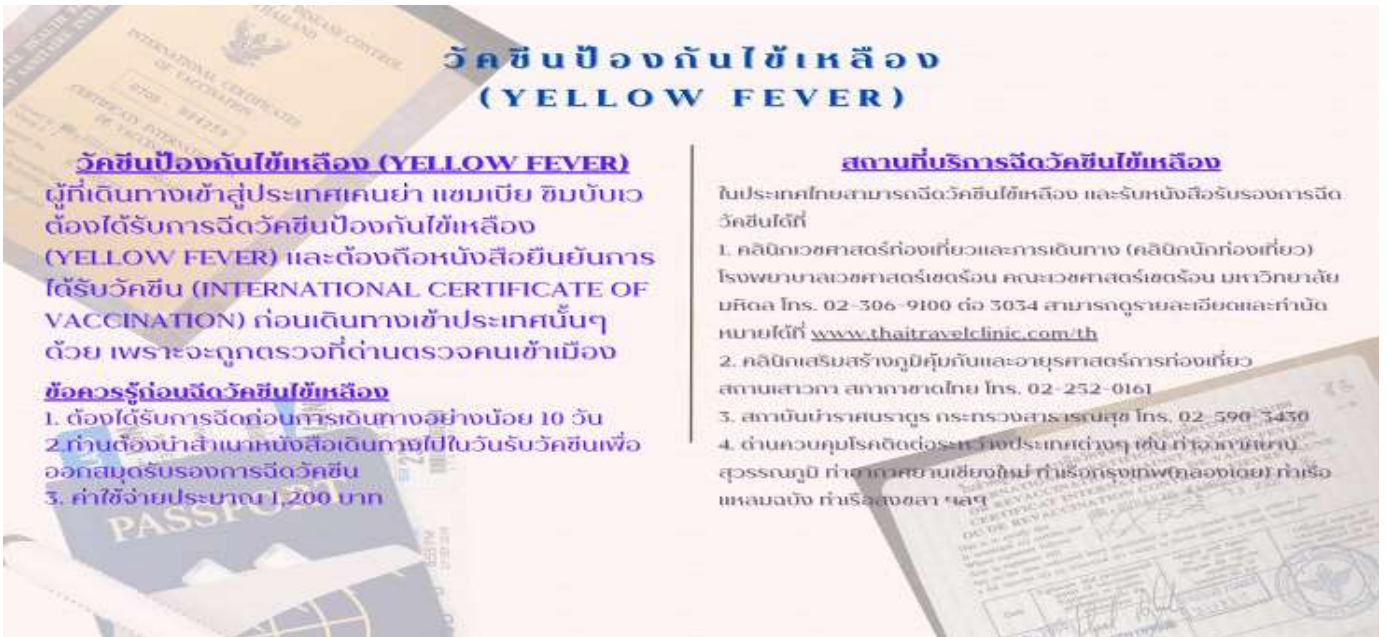 วัคซีนป้องกันไข้เหลือง
(YELLOW FEVER)
วัคซีนป้องกันไข้เหลือง (YELLOW FEVER)
ผู้ที่เดินทางเข้าสู่ประเทศเคนย่า แซมเบีย ซิมบับเว
ต้องได้รับการฉีดวัคซีนป้องกันไข้เหลือง
(YELLOW FEVER) และต้องถือหนังสือยืนยันการ
ได้รับวัคซีน (INTERNATIONAL CERTIFICATE OF
VACCINATION) ก่อนเดินทางเข้าประเทศนั้นๆ
ด้วย เพราะจะถูกตรวจที่ด่านตรวจคนเข้าเมือง
ข้อควรรู้ก่อนฉีดวัคซีนไข้เหลือง
1. ต้องได้รับการฉีดก่อนการเดินทางอย่างน้อย 10 วัน
2.ท่านต้องนำสำเนาหนังสือเดินทางไปในวันรับวัคซีนเพื่อ
ออกสมุดรับรองการฉีดวัคซีน
3. ค่าใช้จ่ายประมาณ 1,200 บาท
สถานที่บริการฉีดวัคซีนไข้เหลือง
ในประเทศไทยสามารถฉีดวัคซีนไข้เหลือง และรับหนังสือรับรองการฉีด
วัคซีนได้ที่
1. คลินิกเวชศาสตร์ท่องเที่ยวและการเดินทาง (คลินิกนักท่องเที่ยว)
โรงพยาบาลเวชศาสตร์เขตร้อน คณะเวชศาสตร์เขตร้อน มหาวิทยาลัย
มหิดล โทร. 02-306-9100 ต่อ 3034 สามารถดูรายละเอียดและทำนัด
หมายได้ที่ www.thaitravelclinic.com/th
2. คลินิกเสริมสร้างภูมิคุ้มกันและอายุรศาสตร์การท่องเที่ยว
สถานเสาวภา สภากาชาดไทย โทร. 02-252-0161
3. สถาบันบำราศนราดูร กระทรวงสาธารณสุข โทร. 02-590-3430
4. ด่านควบคุมโรคติดต่อระหว่างประเทศต่างๆ เช่น ท่าอากาศยาน
สุวรรณภูมิ ท่าอากาศยานเชียงใหม่ ท่าเรือกรุงเทพ(คลองเตย) ท่าเรือ
แหลมฉบัง ท่าเรือสงขลา ฯลฯ
PASSPORT